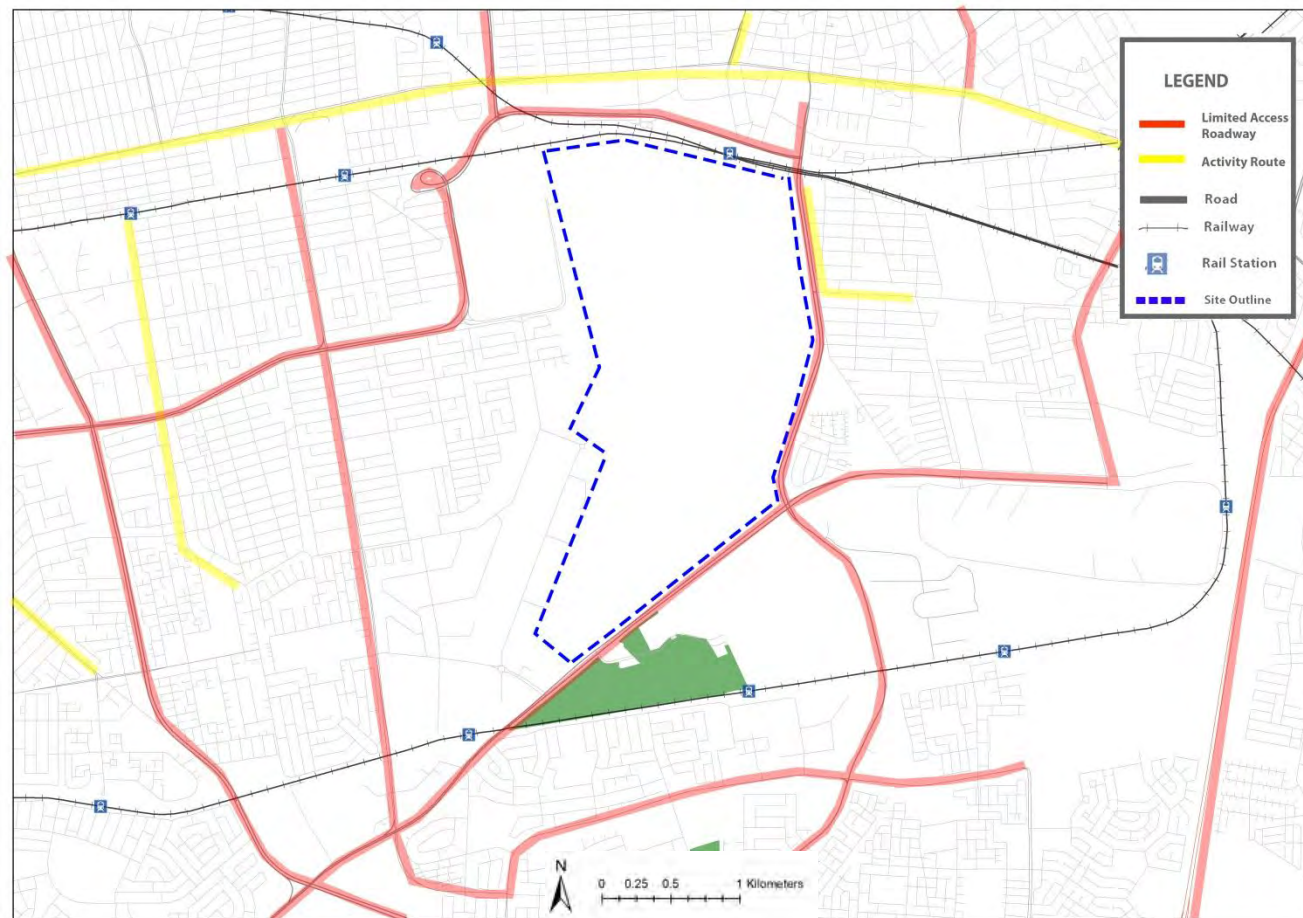 LEGEND
Limited Access
Roadway
Activity Route
Road
Railway
Rail Station
Site Outline
N
0 0.25 0.5 1 Kilometers